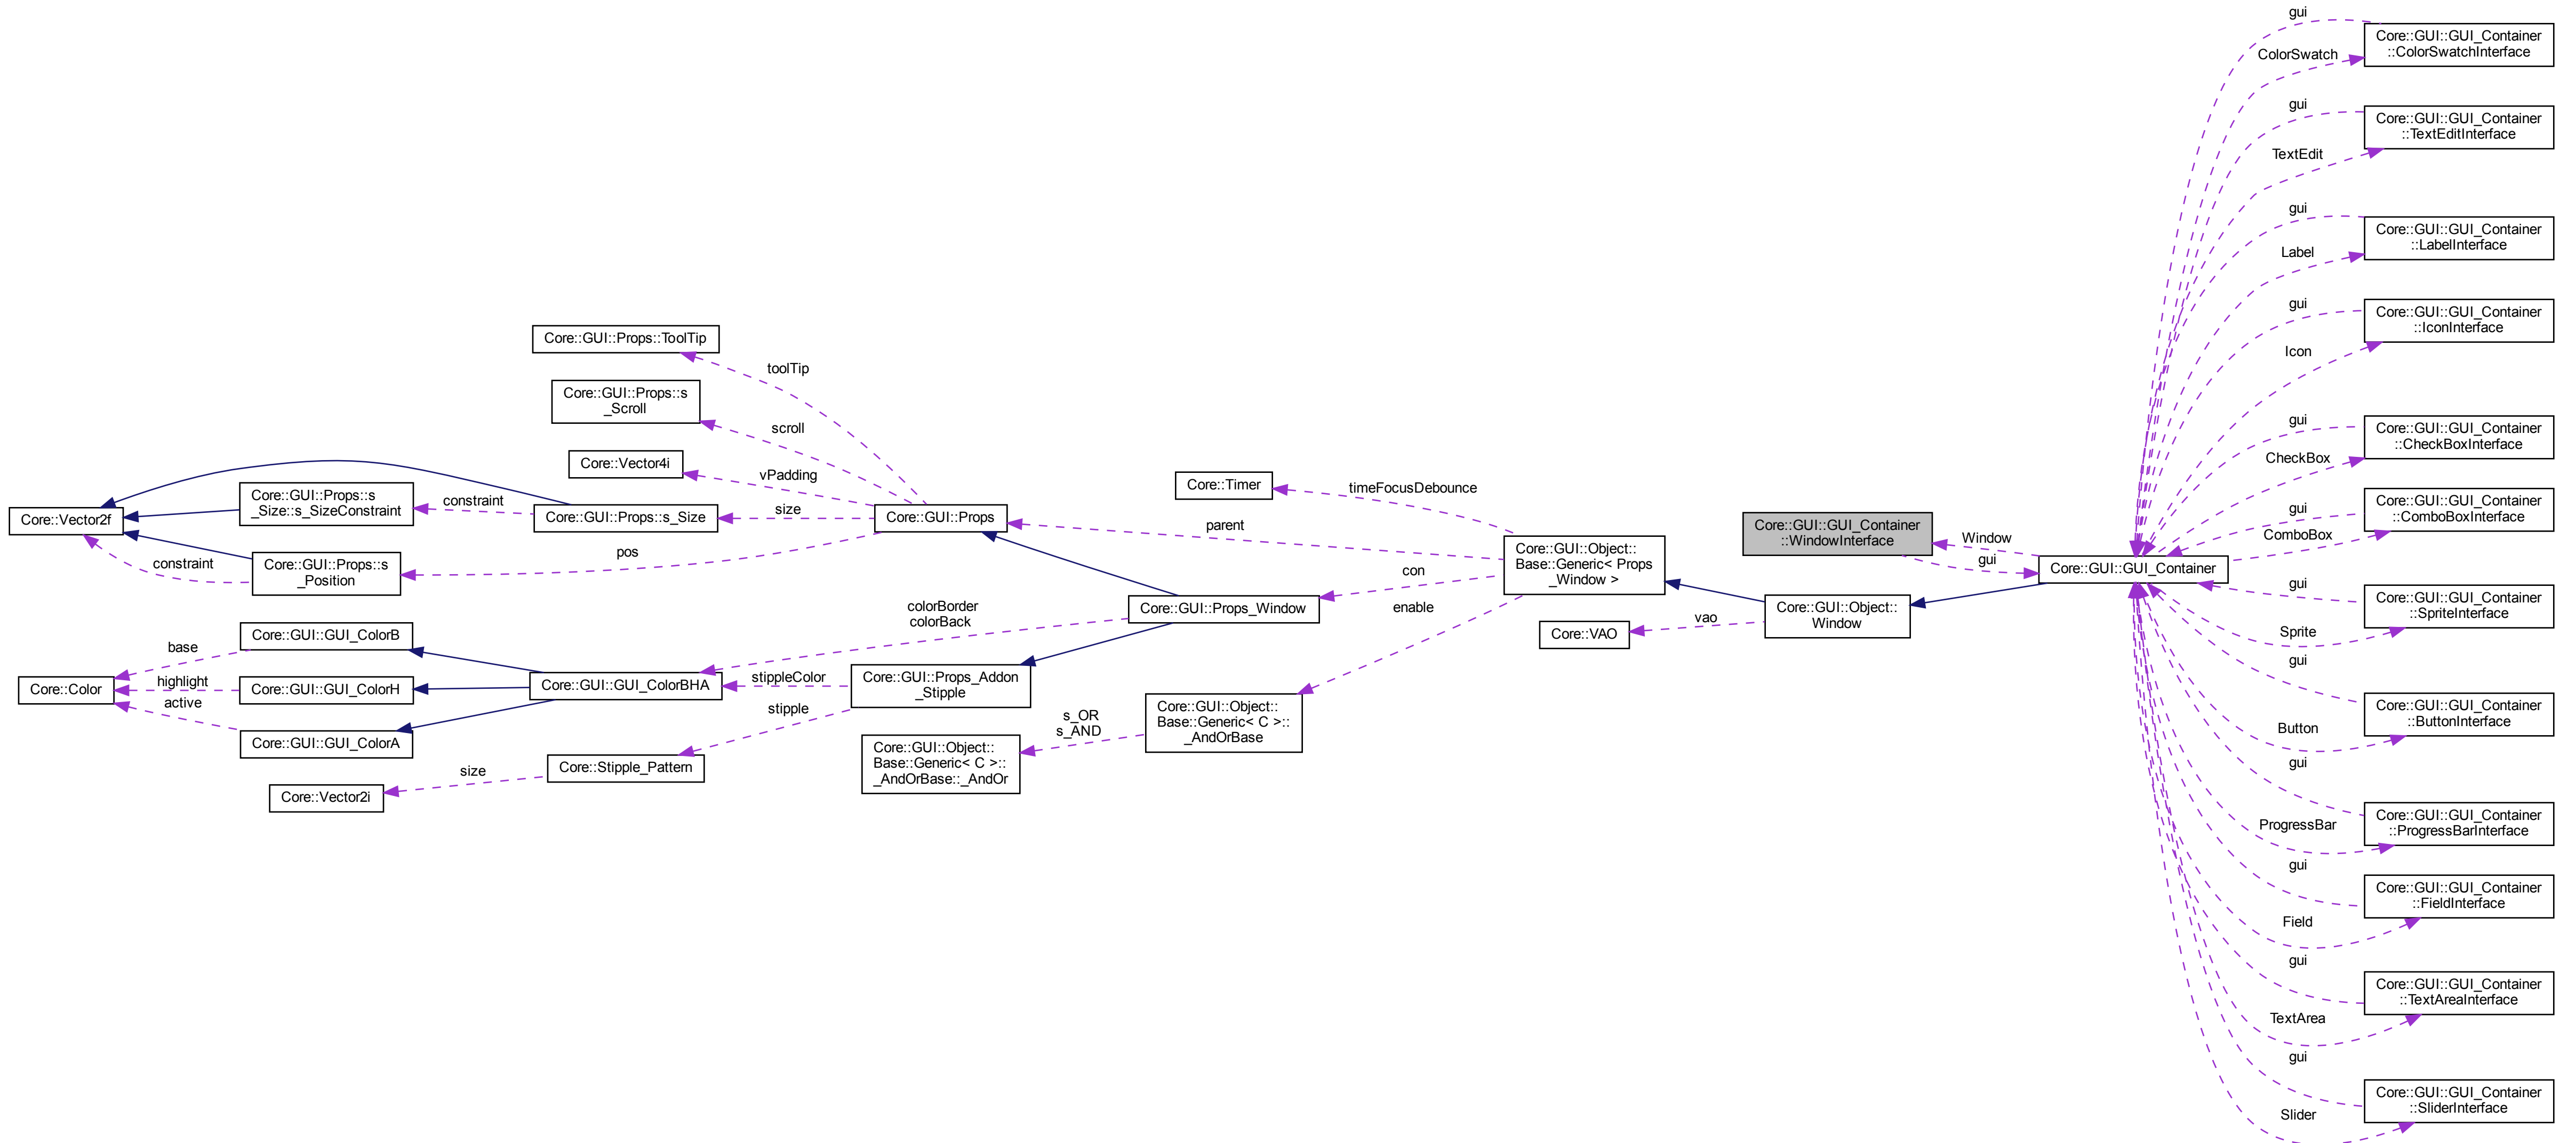 gui
Core::GUI::GUI_Container
::ColorSwatchInterface
ColorSwatch
gui
Core::GUI::GUI_Container
::TextEditInterface
TextEdit
gui
Core::GUI::GUI_Container
::LabelInterface
Label
gui
Core::GUI::GUI_Container
::IconInterface
Icon
gui
Core::GUI::GUI_Container
::CheckBoxInterface
CheckBox
gui
Core::GUI::GUI_Container
::ComboBoxInterface
ComboBox
gui
Core::GUI::GUI_Container
::SpriteInterface
Sprite
gui
Core::GUI::GUI_Container
::ButtonInterface
Button
gui
Core::GUI::GUI_Container
::ProgressBarInterface
ProgressBar
gui
Core::GUI::GUI_Container
::FieldInterface
Field
gui
Core::GUI::GUI_Container
::TextAreaInterface
TextArea
gui
Core::GUI::GUI_Container
::SliderInterface
Slider
Core::GUI::Props::ToolTip
toolTip
Core::GUI::Props::s
_Scroll
scroll
Core::Vector4i
vPadding
Core::Vector2f
Core::GUI::Props::s
_Size::s_SizeConstraint
constraint
Core::GUI::Props::s_Size
size
Core::GUI::Props
constraint
Core::GUI::Props::s
_Position
pos
Core::Timer
timeFocusDebounce
parent
Core::GUI::Object::
Base::Generic< Props
_Window >
con
enable
Core::GUI::GUI_Container
::WindowInterface
Window
gui
Core::GUI::GUI_Container
Core::GUI::Props_Window
Core::VAO
vao
Core::GUI::Object::
Window
colorBorder
colorBack
Core::GUI::GUI_ColorB
base
Core::Color
highlight
Core::GUI::GUI_ColorH
active
Core::GUI::GUI_ColorA
Core::GUI::GUI_ColorBHA
stippleColor
Core::GUI::Props_Addon
_Stipple
stipple
Core::Stipple_Pattern
size
Core::Vector2i
Core::GUI::Object::
Base::Generic< C >::
_AndOrBase
s_OR
s_AND
Core::GUI::Object::
Base::Generic< C >::
_AndOrBase::_AndOr